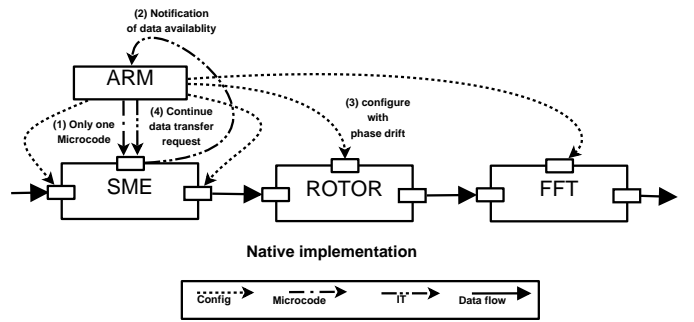 (2) Notification
of data availablity
ARM
(1) Only one
Microcode
(4) Continue
data transfer
request
(3) configure
with
phase drift
SME
ROTOR
FFT
Native implementation
Config
Microcode
IT
Data flow